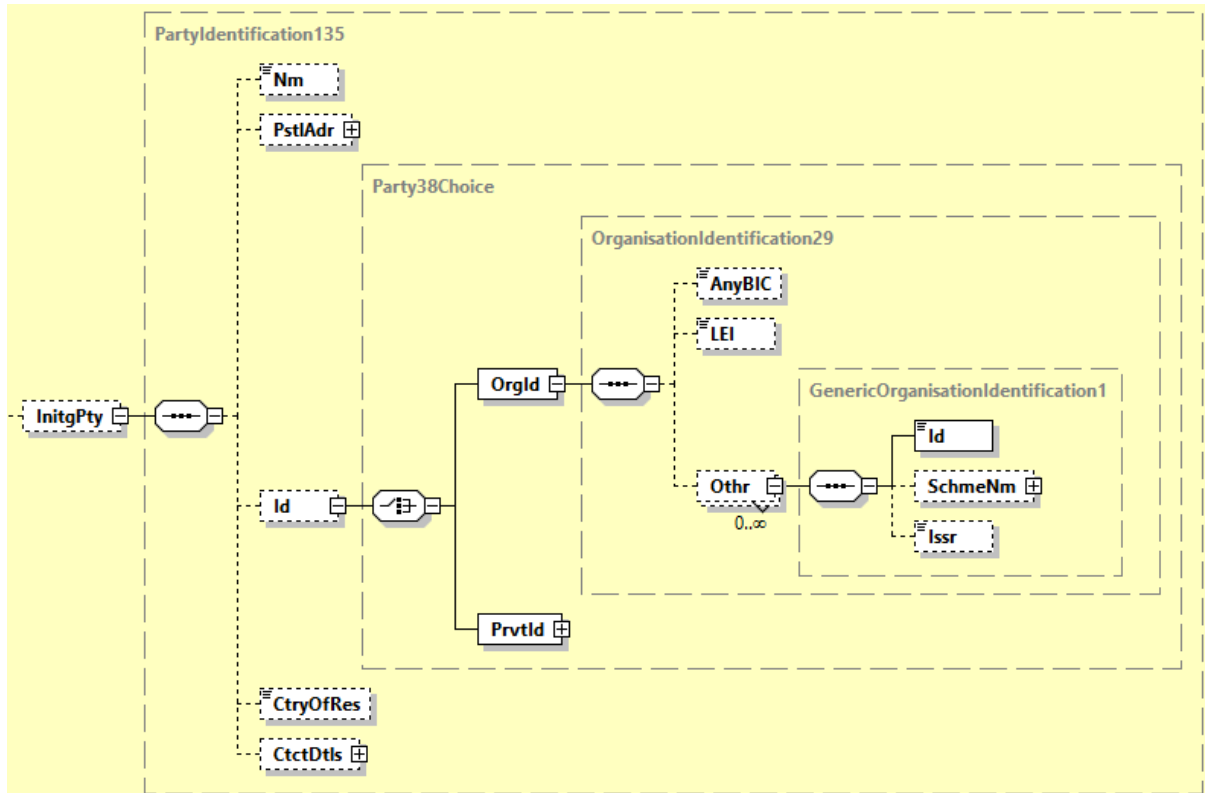 PartyIdentification135
Nm
PstlAdr
Party38Choice
OrganisationIdentification29
AnyBIC
LEI
OrgId
GenericOrganisationIdentification1
InitgPty
Id
Id
Othr
SchmeNm
0..∞
Issr
PrvtId
CtryOfRes
CtctDtls